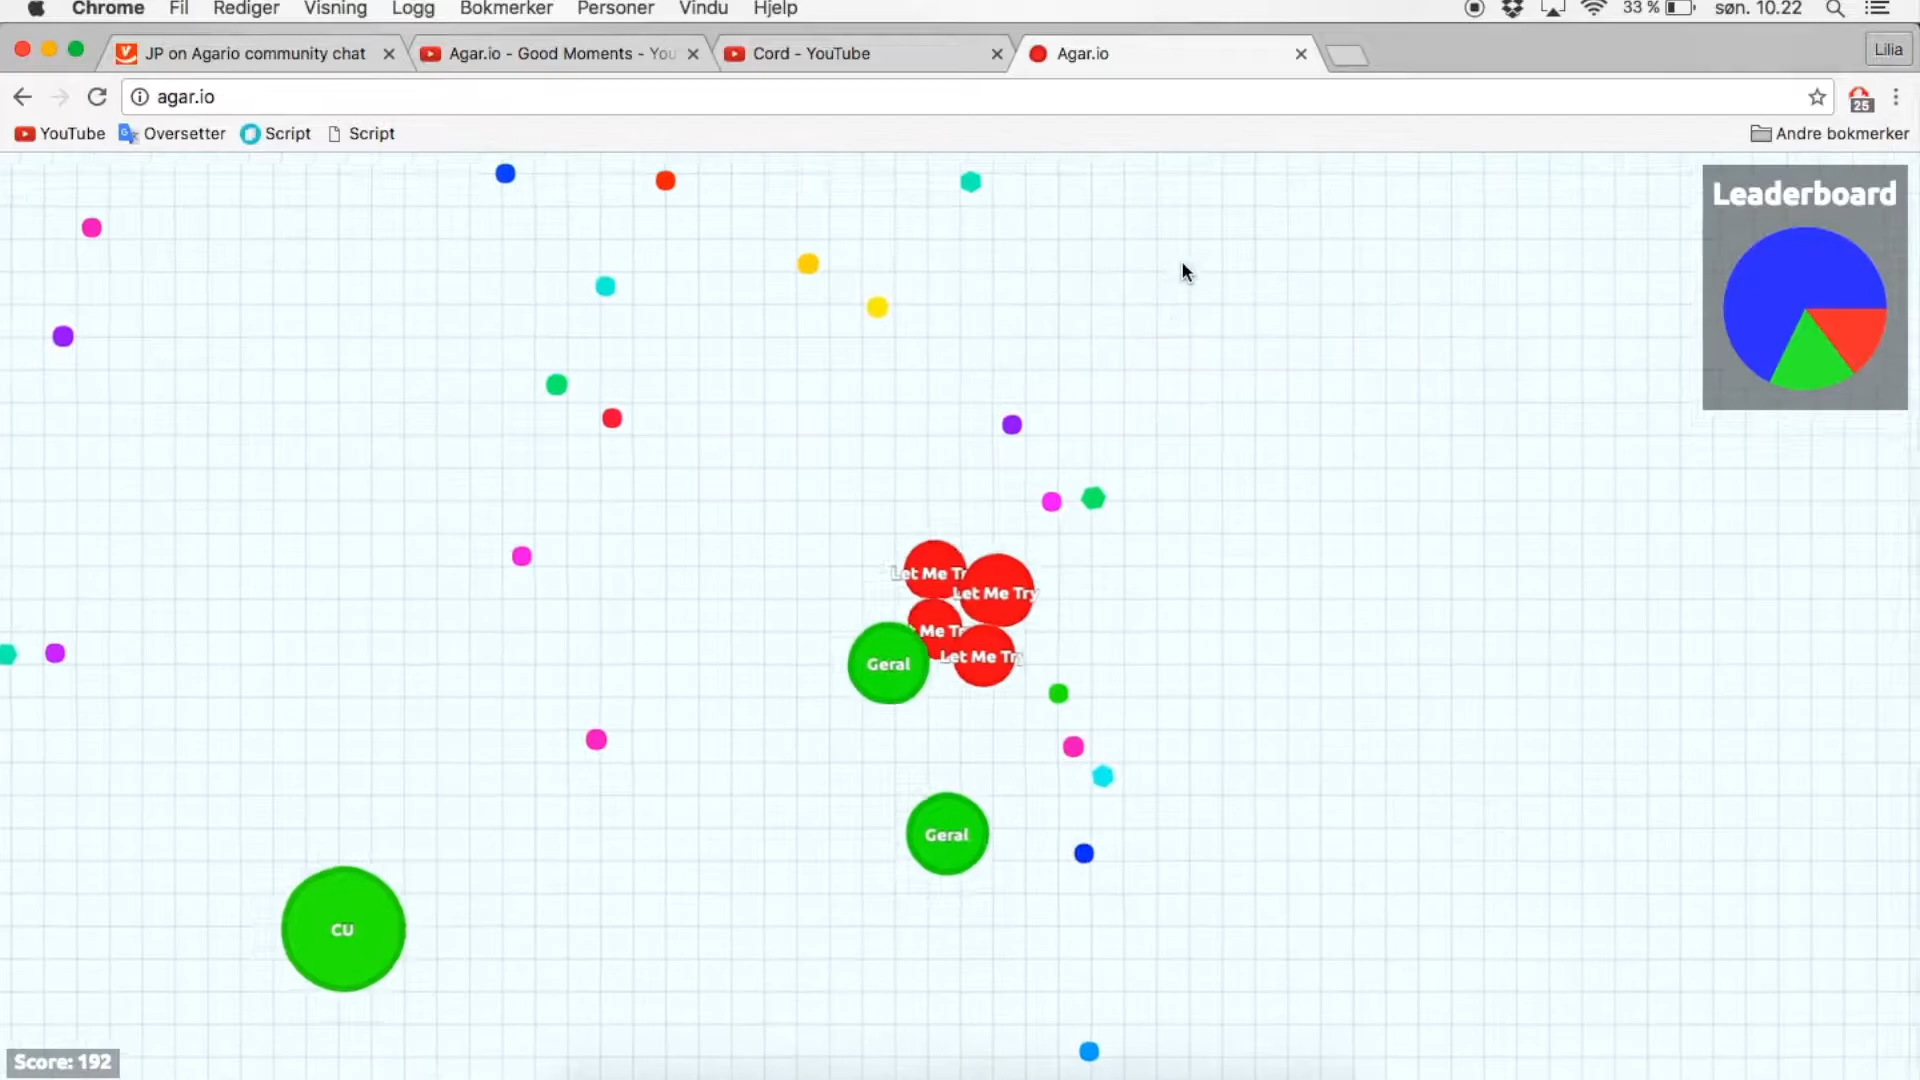 Chrome Fil Rediger Visning Logg Bokmerker Personer Vindu Hjelp 33 % søn. 10.22
JP on Agario community chat Agar.io - Good Moments - You Cord - YouTube Agar.io Lilia
agar.io 25
YouTube Oversetter Script Script Andre bokmerker
Leaderboard
Let Me Tr
Let Me Try
Me Tr
Let Me Try
Geral
Geral
CU
Score: 192